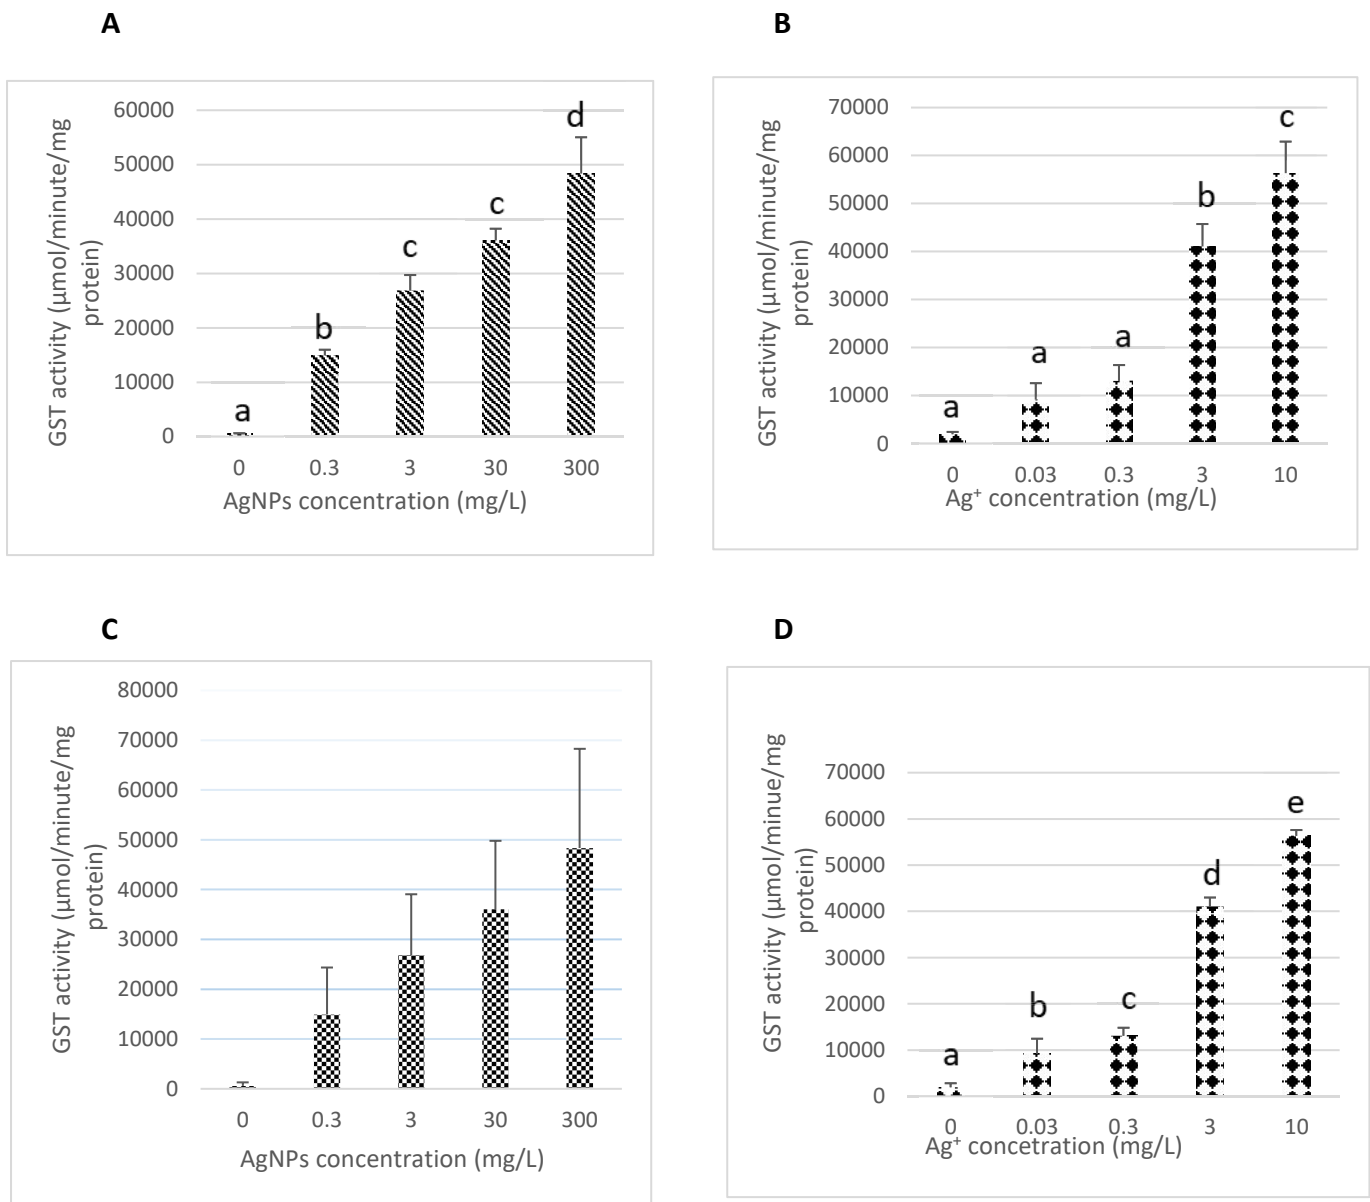 A
GST activity (µmol/minute/mg
protein)
60000
50000
40000
30000
20000
10000
0
a
b
c
c
d
0 0.3 3 30 300
AgNPs concentration (mg/L)
B
GST activity (µmol/minute/mg
protein)
70000
60000
50000
40000
30000
20000
10000
0
a
a
a
b
c
0 0.03 0.3 3 10
Ag⁺ concentration (mg/L)
C
GST activity (µmol/minute/mg
protein)
80000
70000
60000
50000
40000
30000
20000
10000
0
0 0.3 3 30 300
AgNPs concentration (mg/L)
D
GST activity (µmol/minue/mg
protein)
70000
60000
50000
40000
30000
20000
10000
0
a
b
c
d
e
0 0.03 0.3 3 10
Ag⁺ concetration (mg/L)